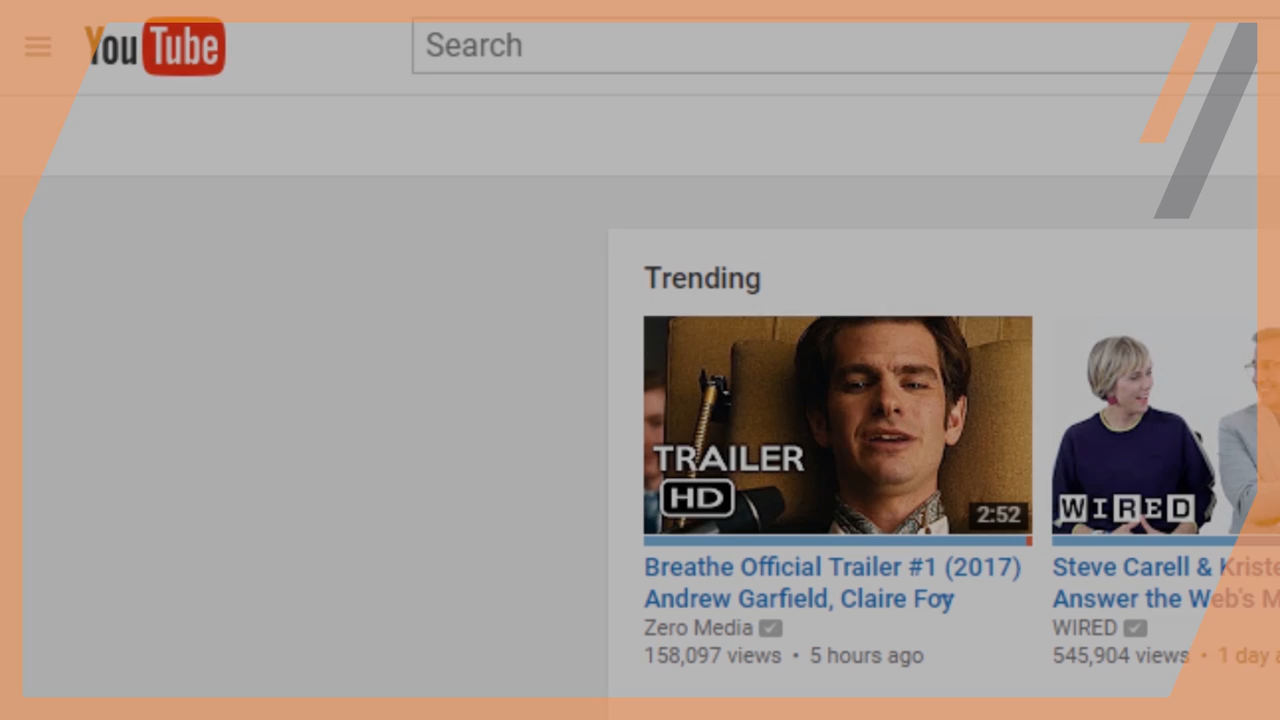 YouTube
Search
Trending
TRAILER
HD
2:52
WIRED
Breathe Official Trailer #1 (2017)
Andrew Garfield, Claire Foy
Zero Media
158,097 views • 5 hours ago
Steve Carell & Kriste
Answer the Web's M
WIRED
545,904 views • 1 day a